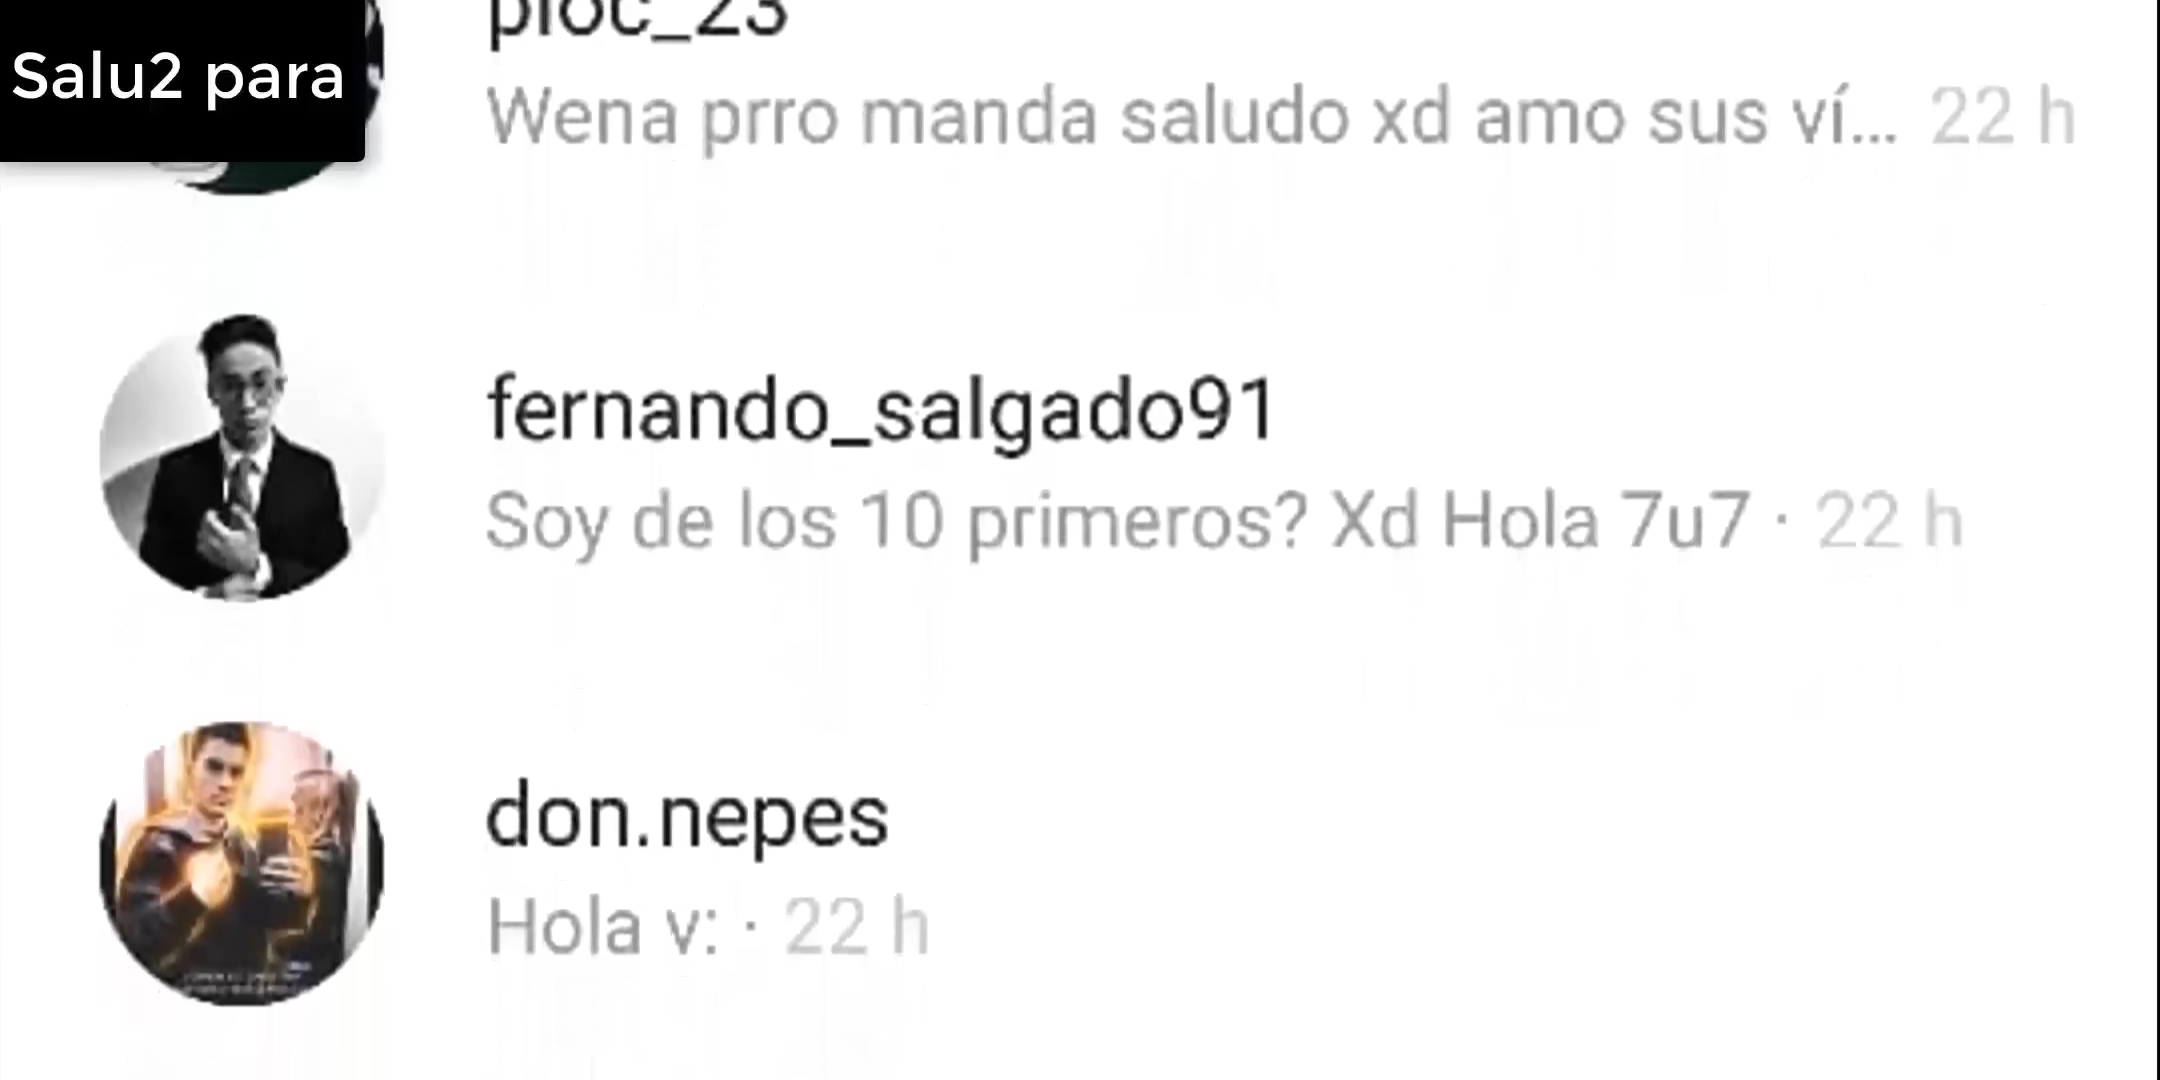 Salu2 para
Wena prro manda saludo xd amo sus ví... 22 h
fernando_salgado91
Soy de los 10 primeros? Xd Hola 7u7 · 22 h
don.nepes
Hola v: · 22 h